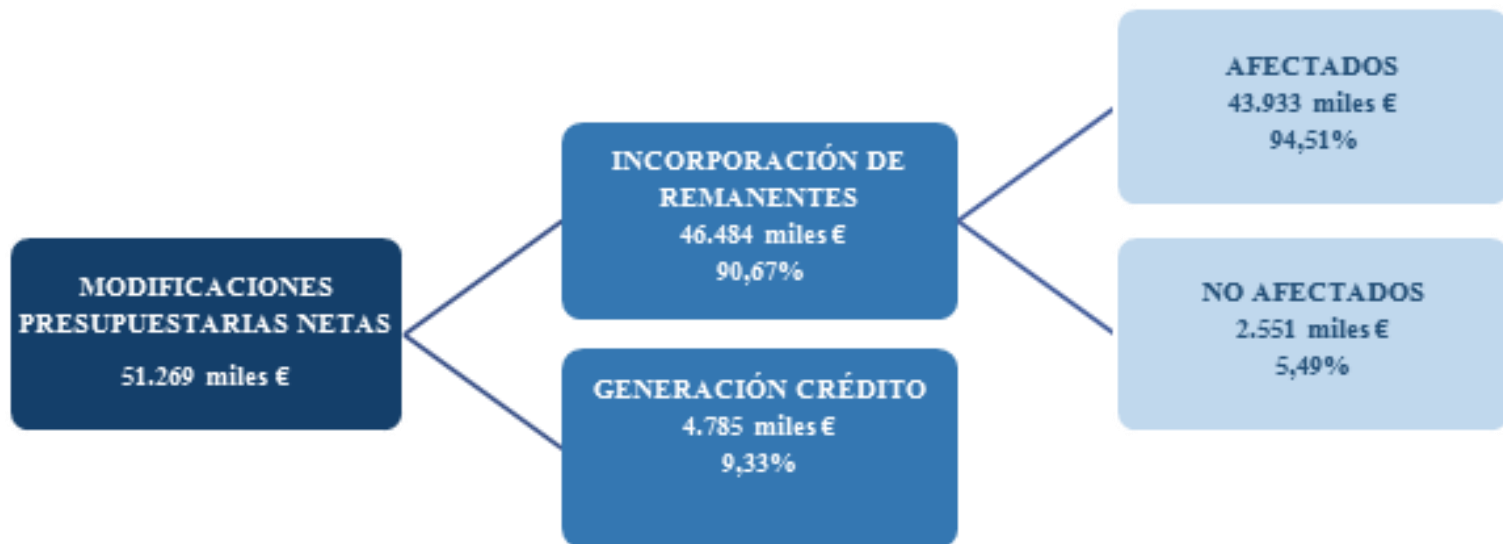 MODIFICACIONES
PRESUPUESTARIAS NETAS
51.269 miles €
INCORPORACIÓN DE
REMANENTES
46.484 miles €
90,67%
GENERACIÓN CRÉDITO
4.785 miles €
9,33%
AFECTADOS
43.933 miles €
94,51%
NO AFECTADOS
2.551 miles €
5,49%